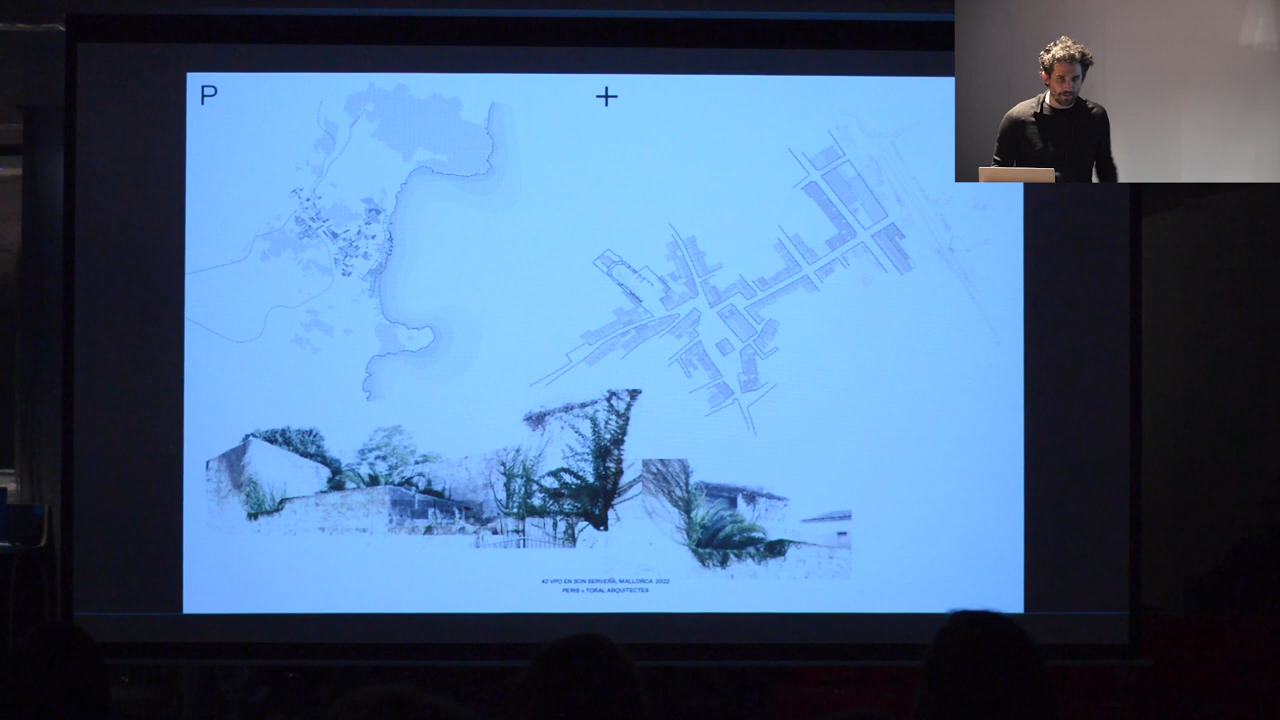 P +
42 VPO EN SON SERVERA, MALLORCA 2022
PERIS + TORAL ARQUITECTES